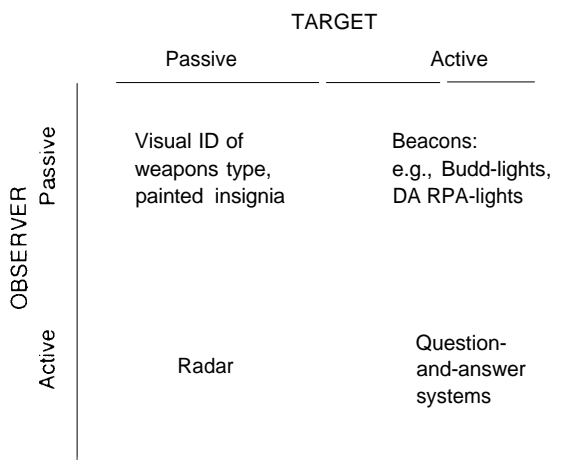 TARGET
Passive Active
OBSERVER
Passive
Visual ID of
weapons type,
painted insignia
Beacons:
e.g., Budd-lights,
DA RPA-lights
Active
Radar
Question-
and-answer
systems